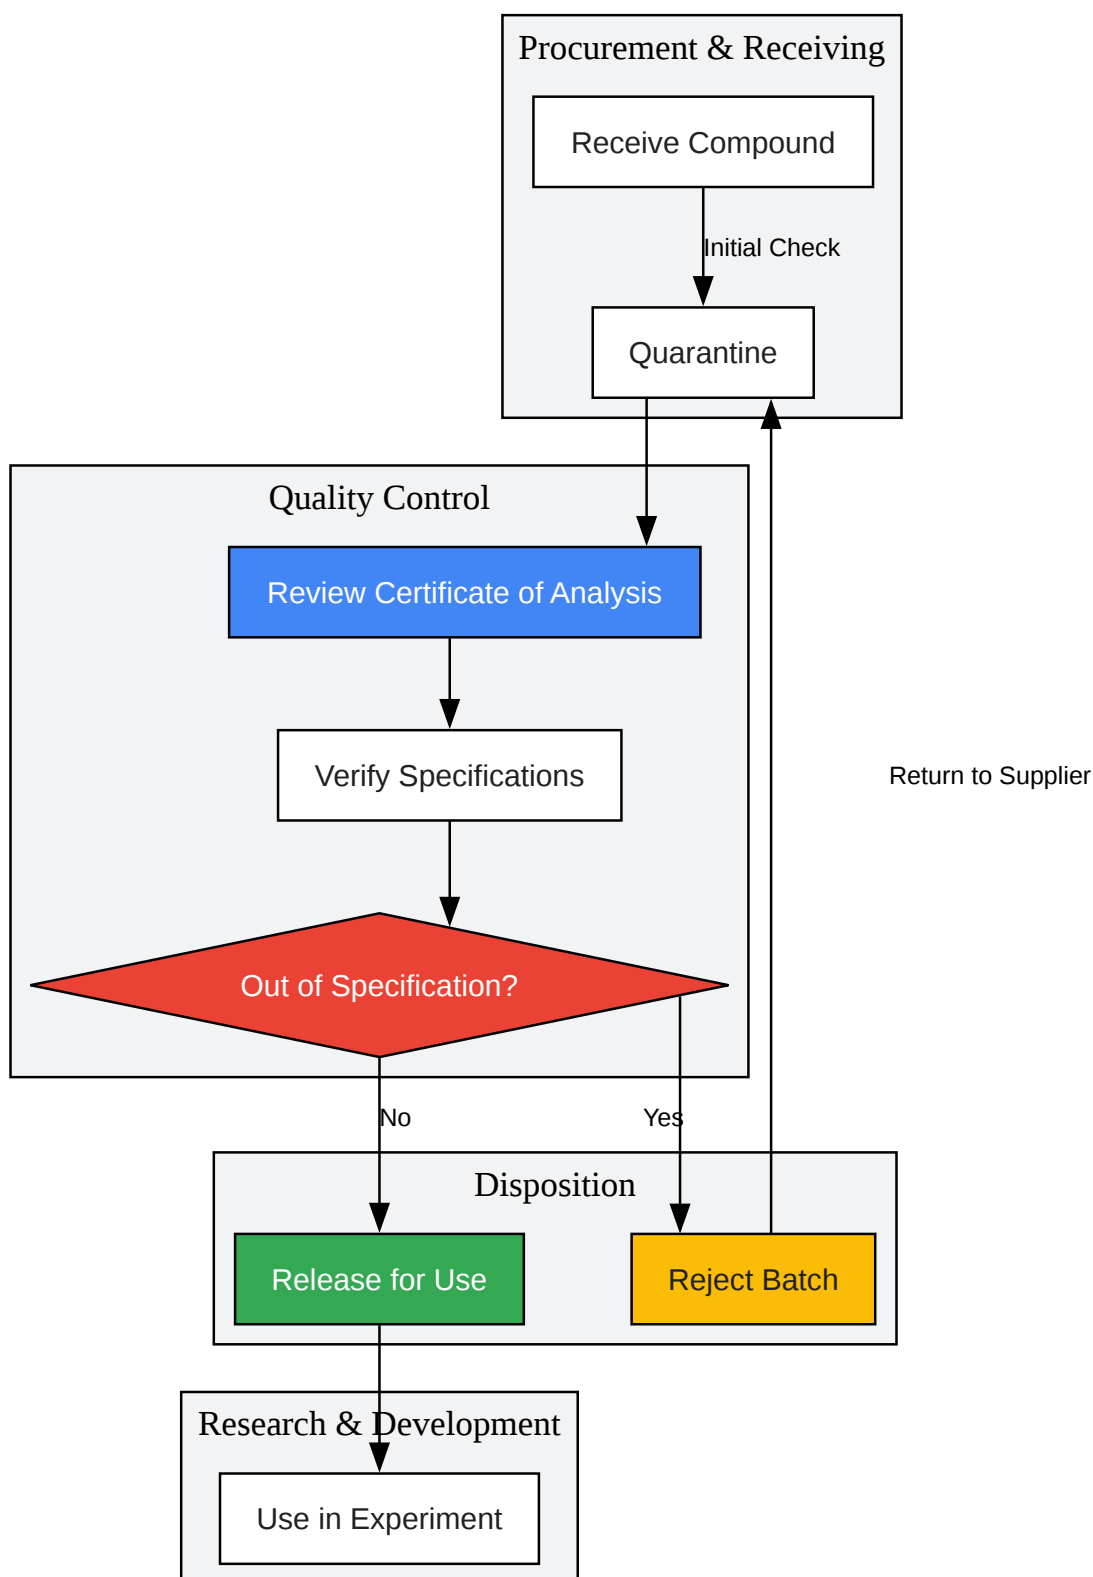 Procurement & Receiving
Receive Compound
Initial Check
Quarantine
Quality Control
Review Certificate of Analysis
Verify Specifications
Return to Supplier
Out of Specification?
No
Yes
Disposition
Release for Use
Reject Batch
Research & Development
Use in Experiment